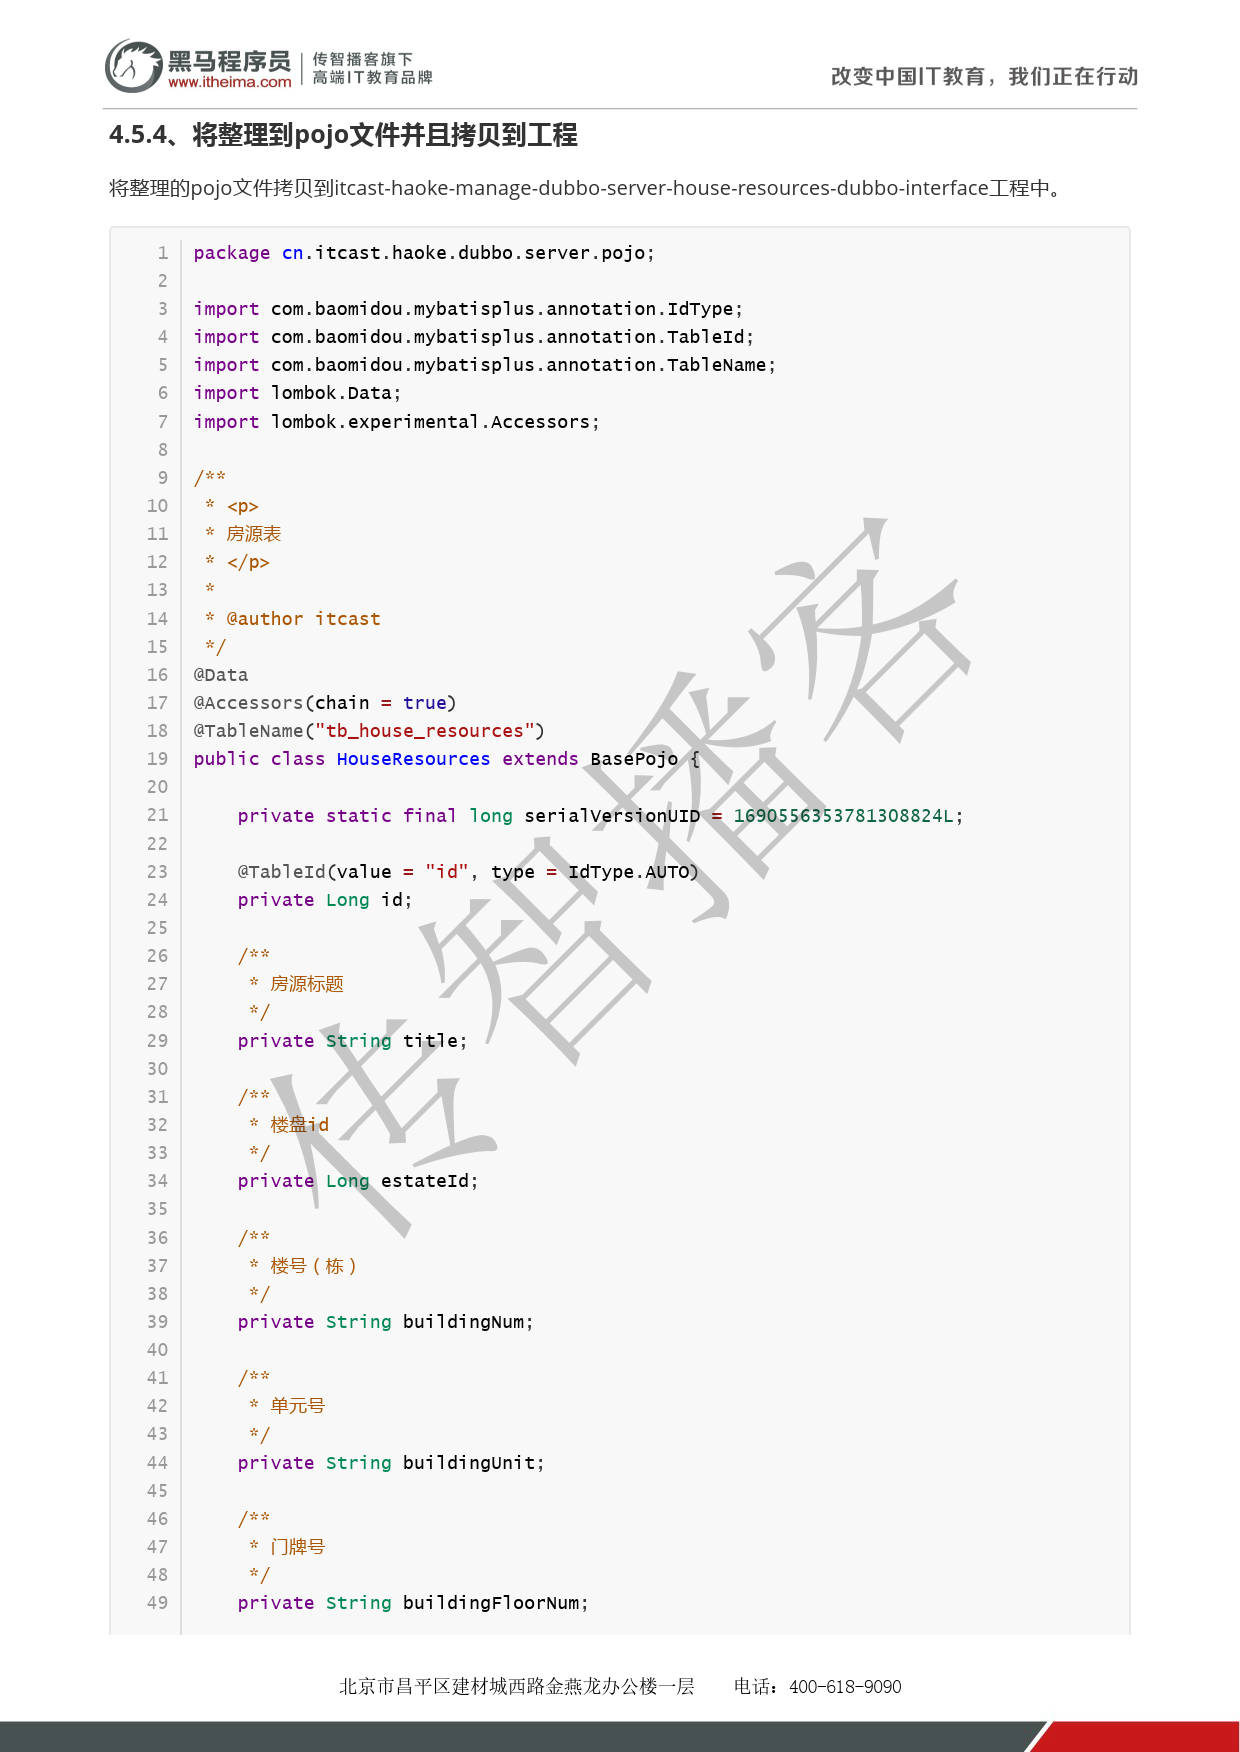 黑马程序员
www.itheima.com
传智播客旗下
高端IT教育品牌
改变中国IT教育，我们正在行动
4.5.4、将整理到pojo文件并且拷贝到工程
将整理的pojo文件拷贝到itcast-haoke-manage-dubbo-server-house-resources-dubbo-interface工程中。
1 package cn.itcast.haoke.dubbo.server.pojo;
2
3 import com.baomidou.mybatisplus.annotation.IdType;
4 import com.baomidou.mybatisplus.annotation.TableId;
5 import com.baomidou.mybatisplus.annotation.TableName;
6 import lombok.Data;
7 import lombok.experimental.Accessors;
8
9 /**
10  * <p>
11  * 房源表
12  * </p>
13  *
14  * @author itcast
15  */
16 @Data
17 @Accessors(chain = true)
18 @TableName("tb_house_resources")
19 public class HouseResources extends BasePojo {
20
21     private static final long serialVersionUID = 1690556353781308824L;
22
23     @TableId(value = "id", type = IdType.AUTO)
24     private Long id;
25
26     /**
27      * 房源标题
28      */
29     private String title;
30
31     /**
32      * 楼盘id
33      */
34     private Long estateId;
35
36     /**
37      * 楼号（栋）
38      */
39     private String buildingNum;
40
41     /**
42      * 单元号
43      */
44     private String buildingUnit;
45
46     /**
47      * 门牌号
48      */
49     private String buildingFloorNum;
传智播客
北京市昌平区建材城西路金燕龙办公楼一层 电话：400-618-9090